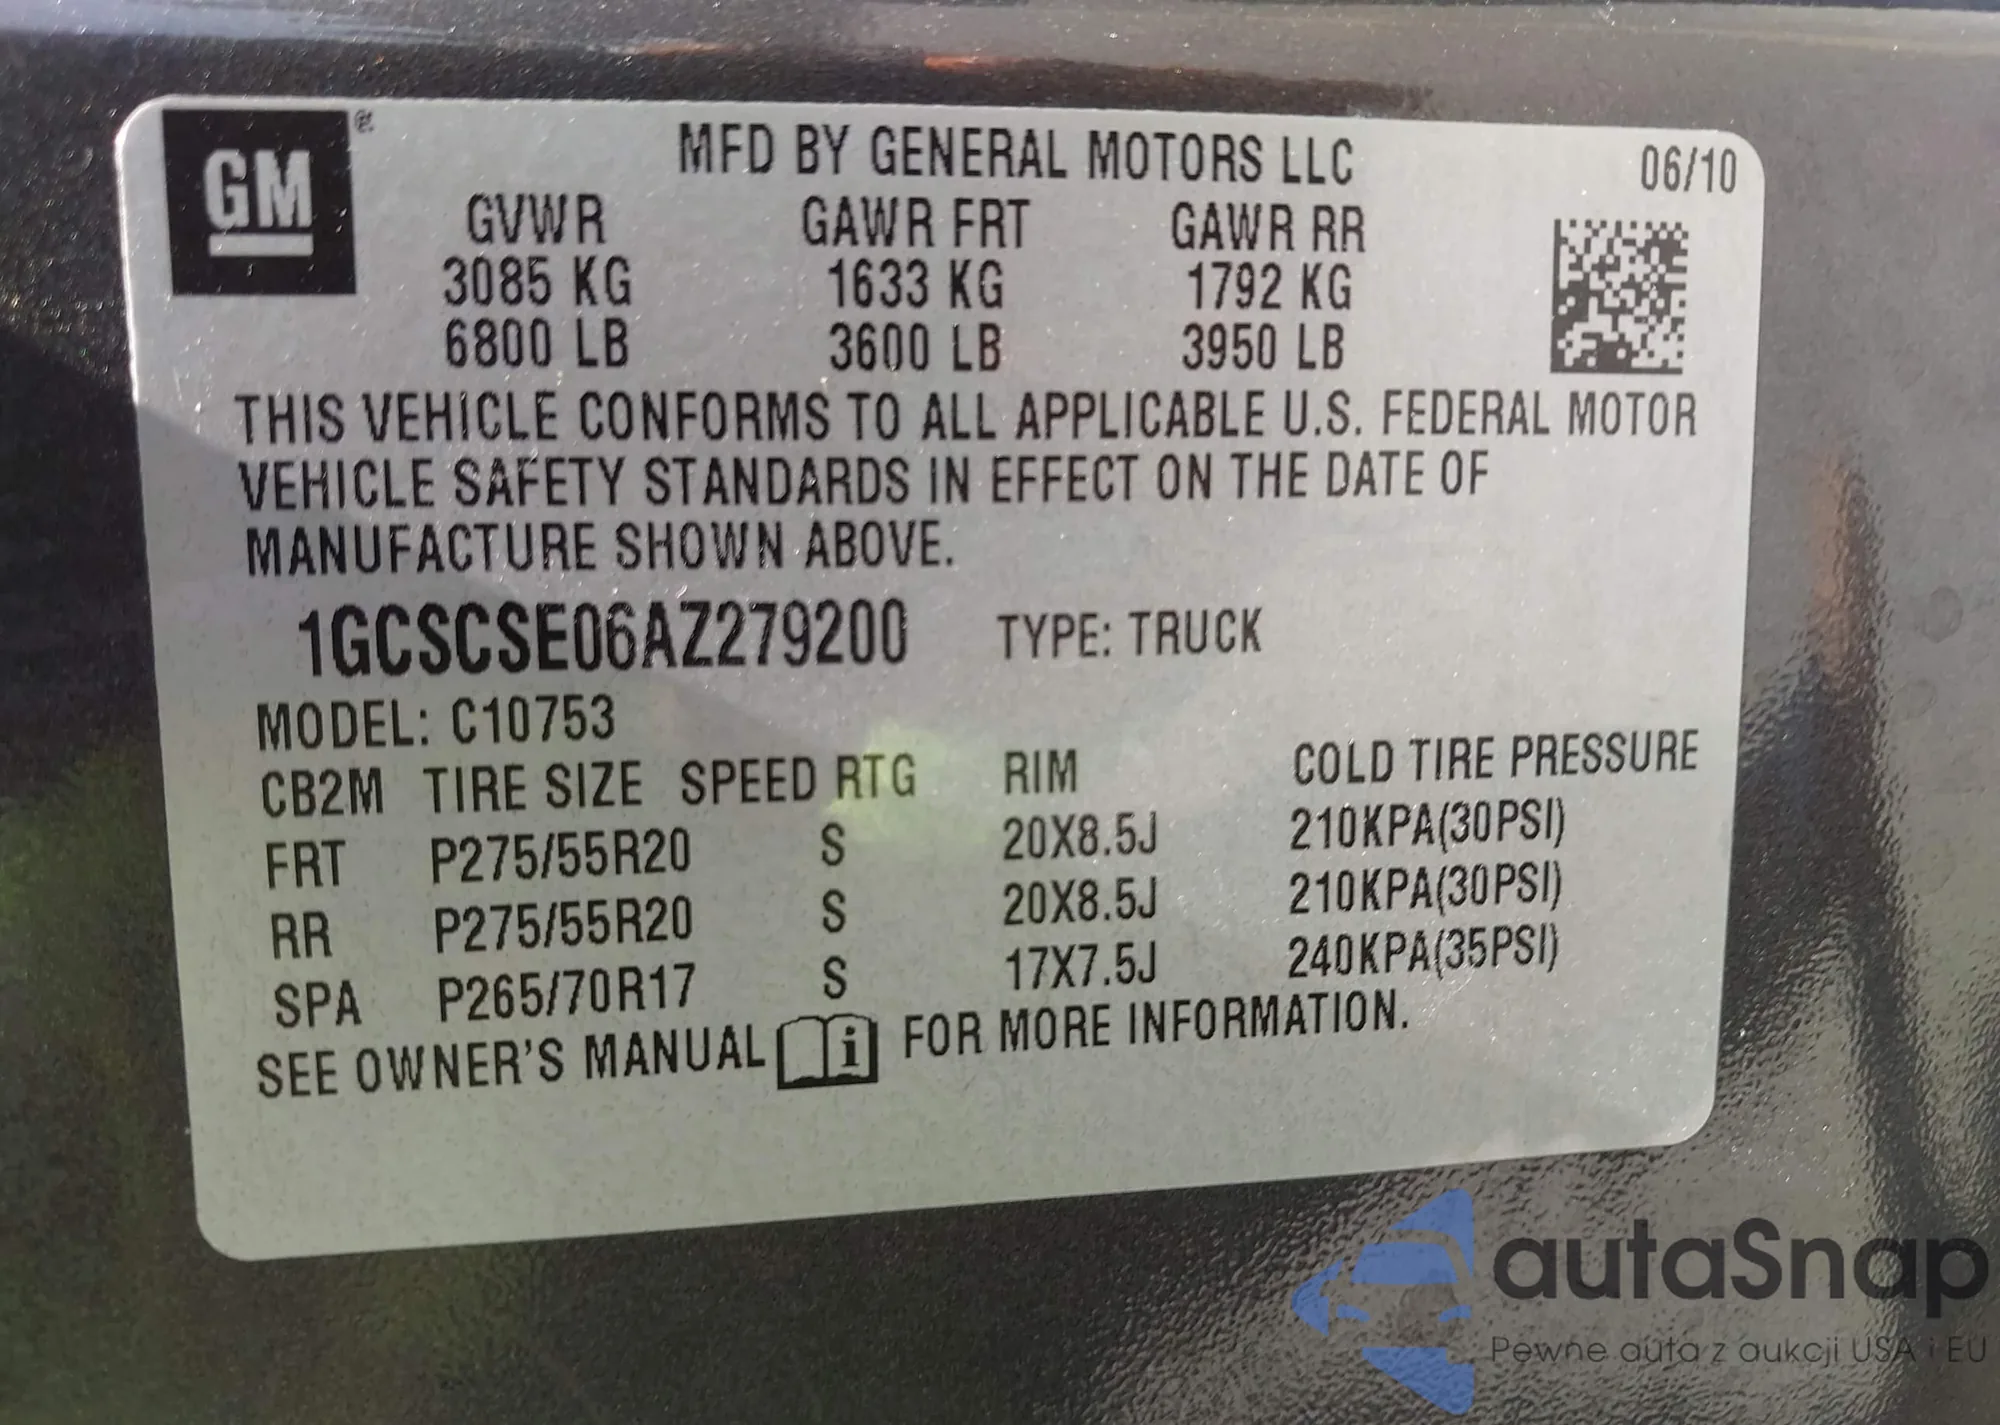 GM
MFD BY GENERAL MOTORS LLC 06/10
GVWR GAWR FRT GAWR RR
3085 KG 1633 KG 1792 KG
6800 LB 3600 LB 3950 LB
THIS VEHICLE CONFORMS TO ALL APPLICABLE U.S. FEDERAL MOTOR
VEHICLE SAFETY STANDARDS IN EFFECT ON THE DATE OF
MANUFACTURE SHOWN ABOVE.
1GCSCSE06AZ279200 TYPE: TRUCK
MODEL: C10753
CB2M TIRE SIZE SPEED RTG RIM COLD TIRE PRESSURE
FRT P275/55R20 S 20X8.5J 210KPA(30PSI)
RR P275/55R20 S 20X8.5J 210KPA(30PSI)
SPA P265/70R17 S 17X7.5J 240KPA(35PSI)
SEE OWNER'S MANUAL i FOR MORE INFORMATION.
autaSnap
Pewne auta z aukcji USA i EU